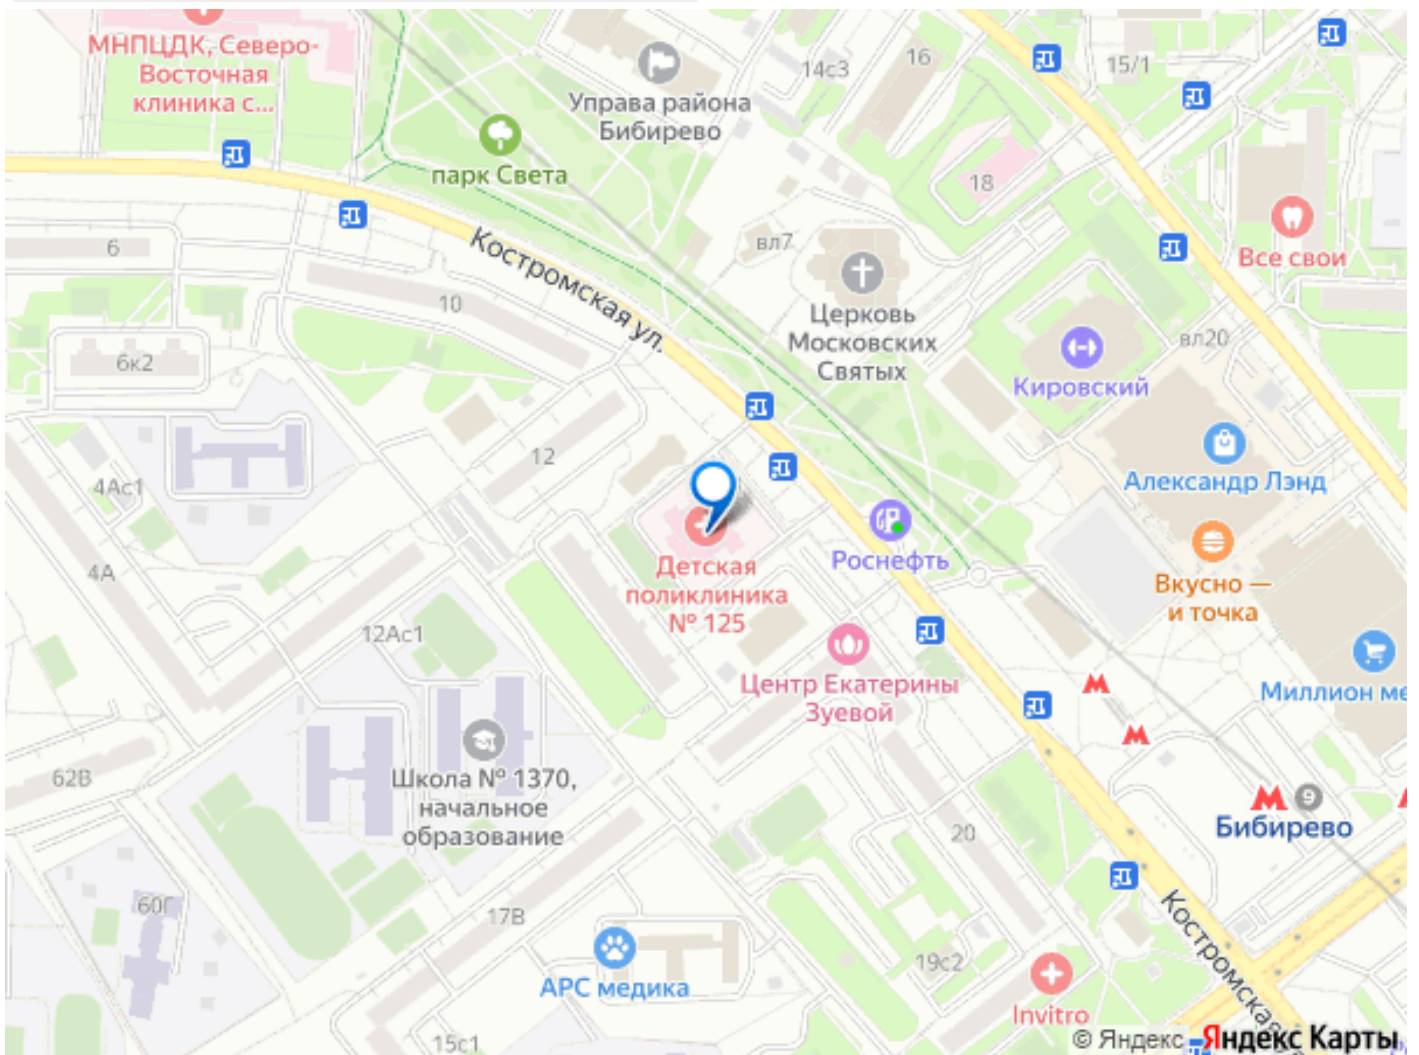 МНПЦДК, Северо-
Восточная
клиника с...
Управа района
Бибирево
14с3
16
15/1
парк Света
18
вл7
Все свои
6
Костромская ул.
10
Церковь
Московских
Святых
вл20
6к2
Кировский
12
4Ас1
Александр Лэнд
Роснефть
Детская
поликлиника
№ 125
4А
Вкусно —
и точка
12Ас1
Центр Екатерины
Зуевой
Миллион ме
62В
Школа № 1370,
начальное
образование
9
Бибирево
20
60Г
17В
Костромская
19с2
АРС медика
Invitro
15с1
© Яндекс
Яндекс Карты